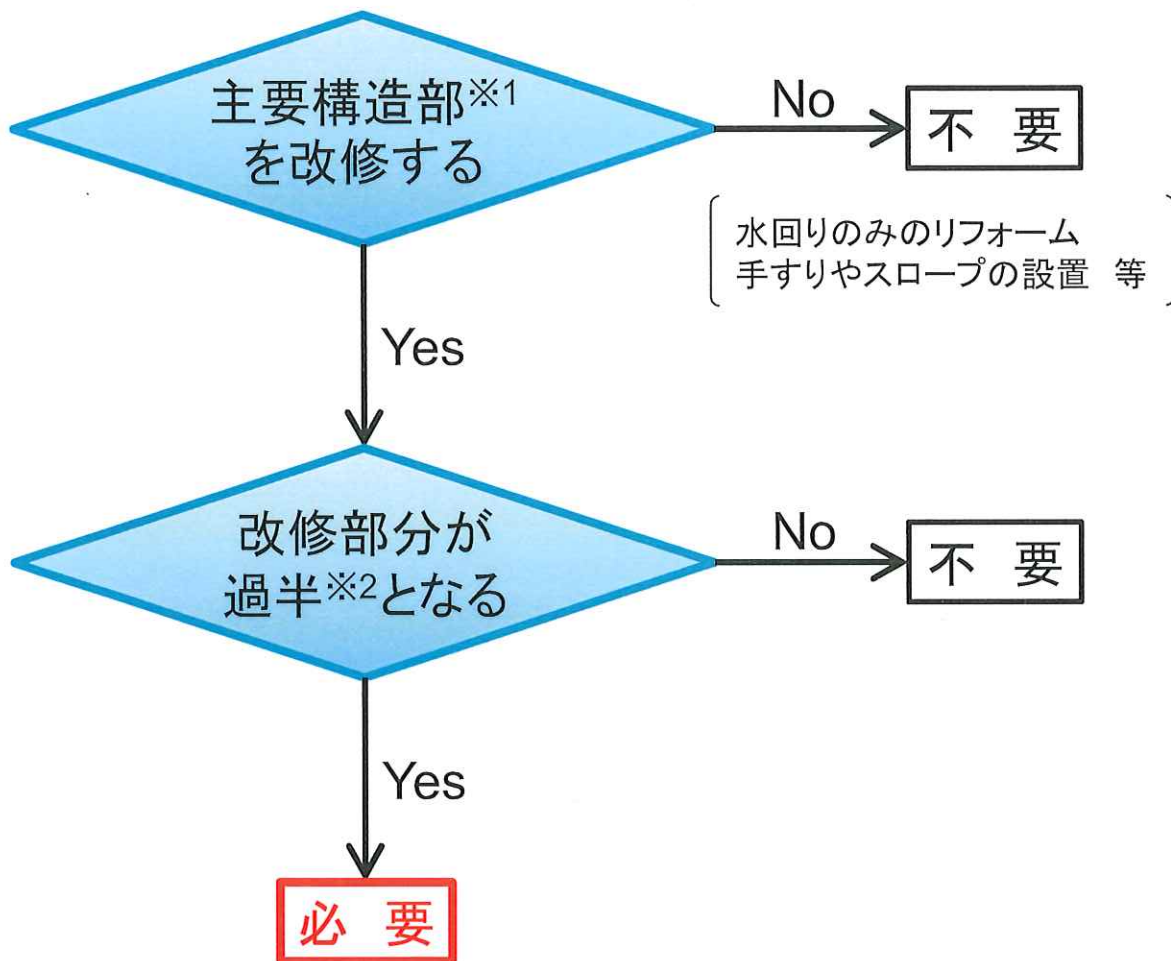 主要構造部※1
を改修する
No
不 要
水回りのみのリフォーム
手すりやスロープの設置 等
Yes
改修部分が
過半※2となる
No
不 要
Yes
必 要